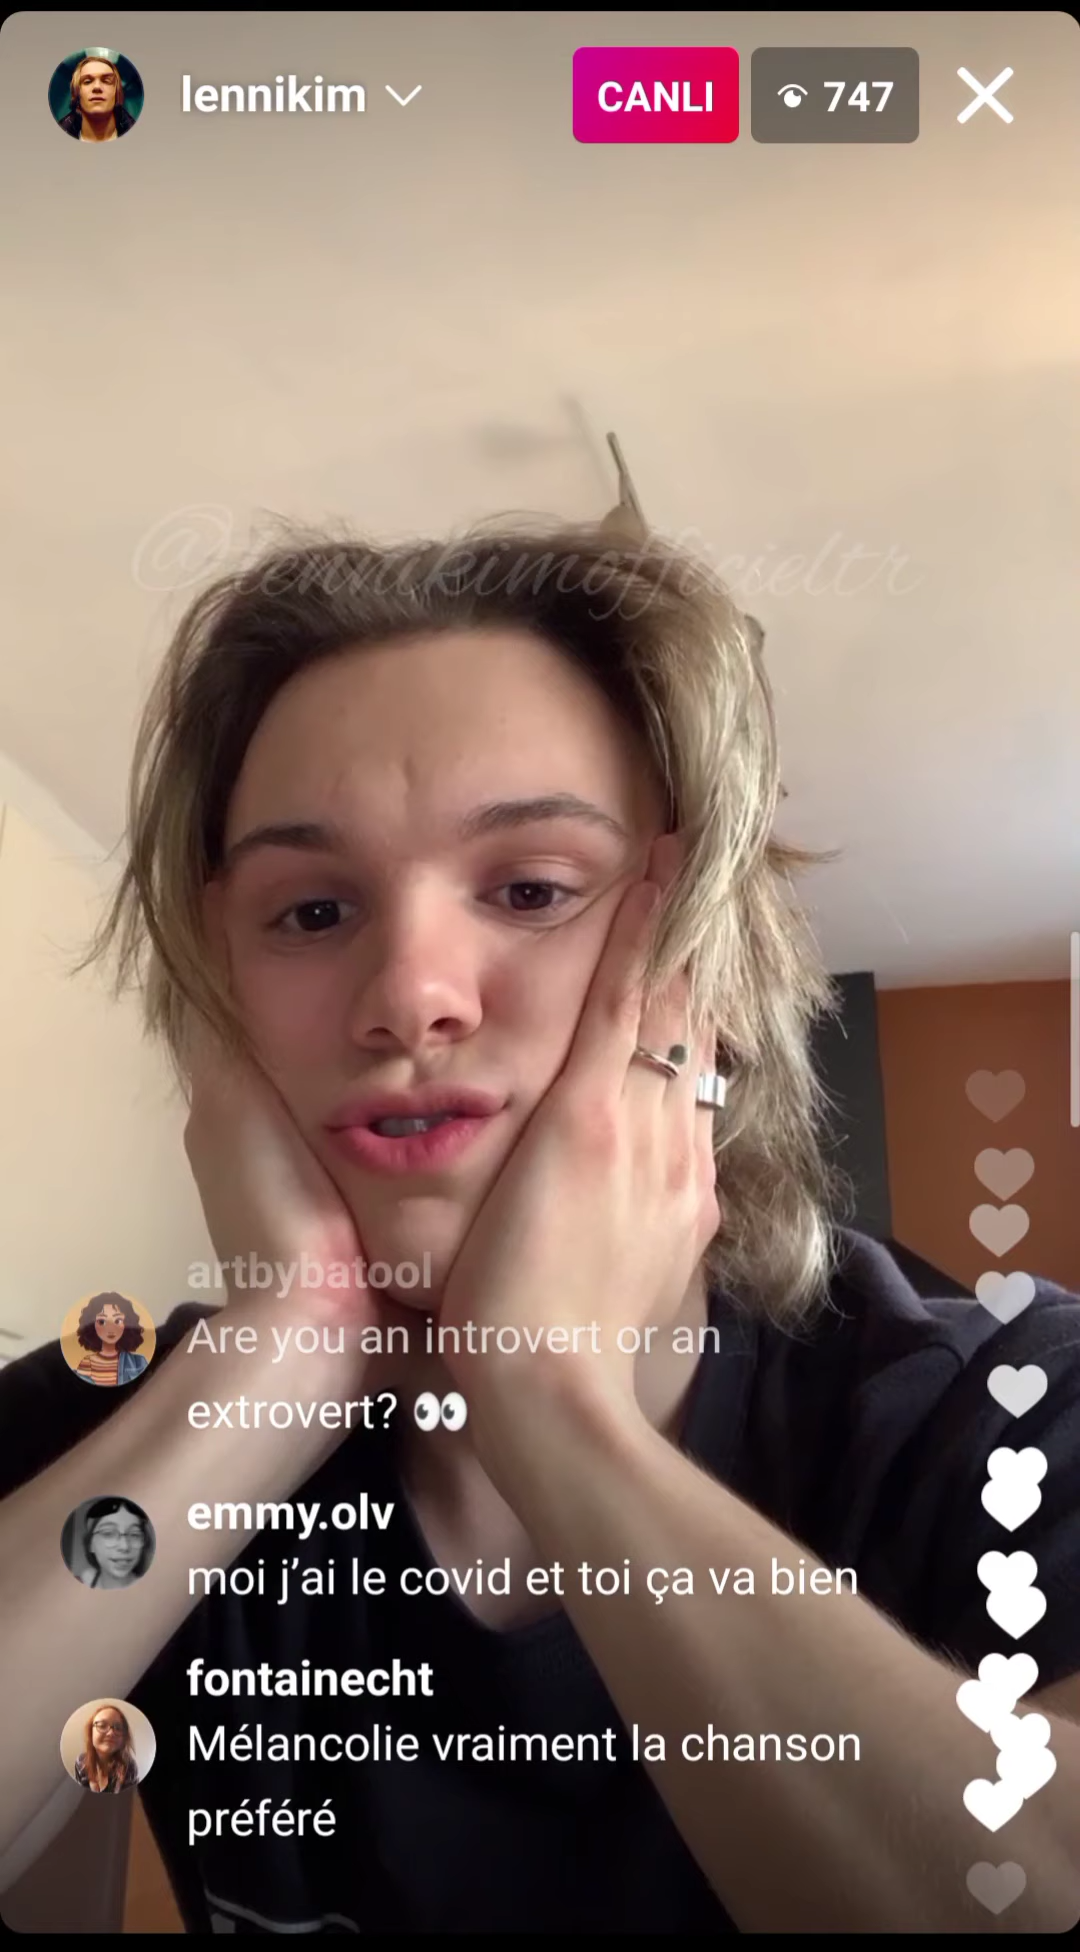 lennikim
CANLI
747
@lennikimofficieltr
artbybatool
Are you an introvert or an
extrovert? 👀
emmy.olv
moi j’ai le covid et toi ça va bien
fontainecht
Mélancolie vraiment la chanson
préféré